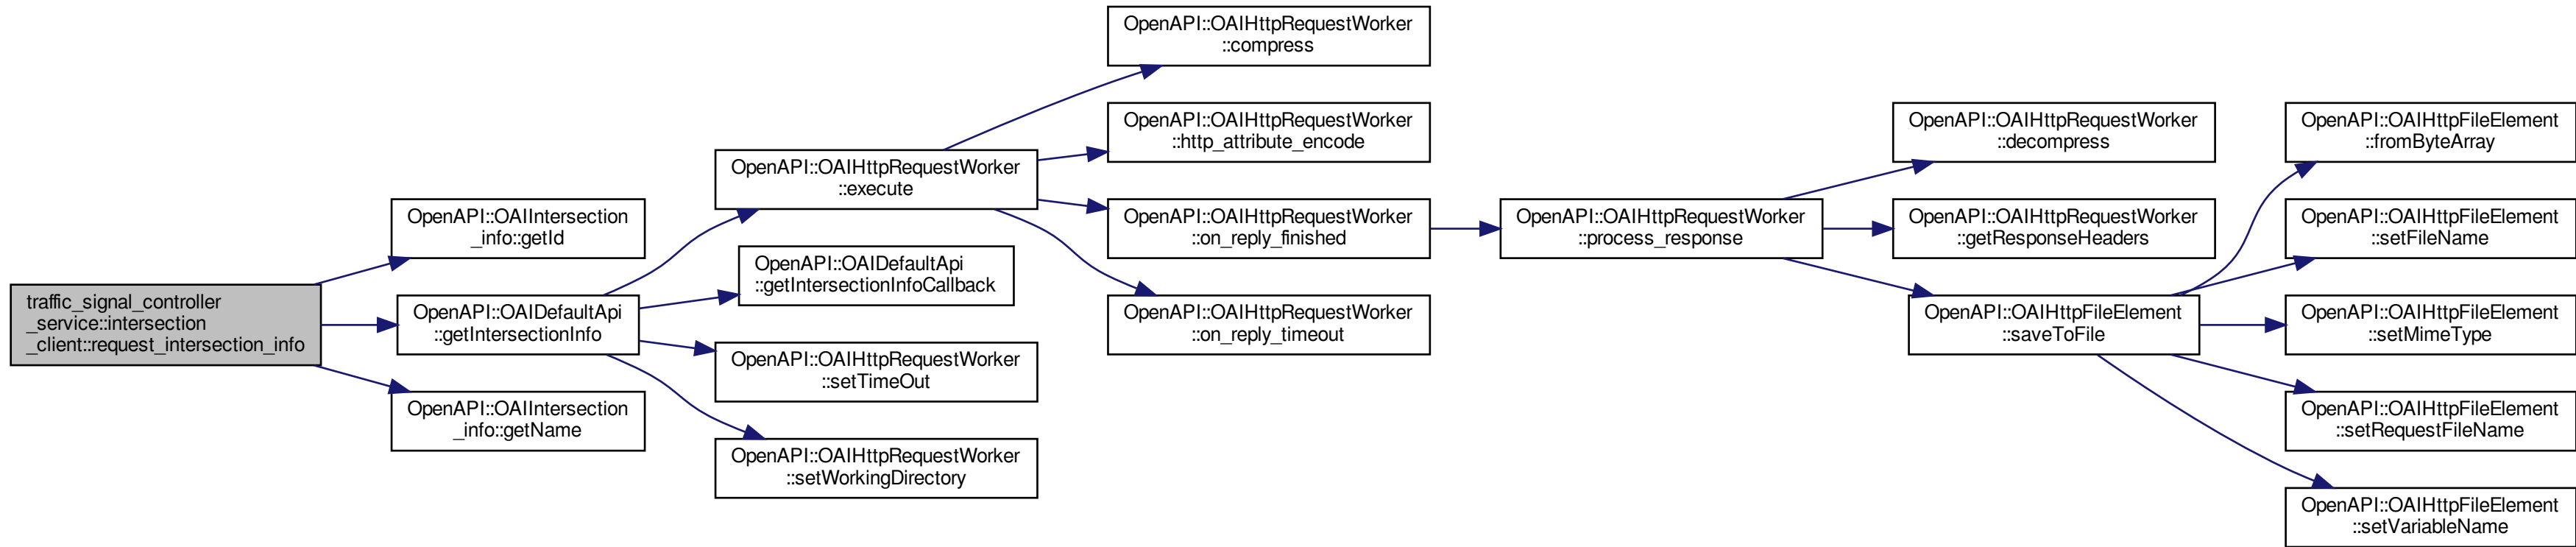 traffic_signal_controller
_service::intersection
_client::request_intersection_info
OpenAPI::OAIIntersection
_info::getId
OpenAPI::OAIDefaultApi
::getIntersectionInfo
OpenAPI::OAIIntersection
_info::getName
OpenAPI::OAIHttpRequestWorker
::execute
OpenAPI::OAIDefaultApi
::getIntersectionInfoCallback
OpenAPI::OAIHttpRequestWorker
::setTimeOut
OpenAPI::OAIHttpRequestWorker
::setWorkingDirectory
OpenAPI::OAIHttpRequestWorker
::compress
OpenAPI::OAIHttpRequestWorker
::http_attribute_encode
OpenAPI::OAIHttpRequestWorker
::on_reply_finished
OpenAPI::OAIHttpRequestWorker
::on_reply_timeout
OpenAPI::OAIHttpRequestWorker
::process_response
OpenAPI::OAIHttpRequestWorker
::decompress
OpenAPI::OAIHttpRequestWorker
::getResponseHeaders
OpenAPI::OAIHttpFileElement
::saveToFile
OpenAPI::OAIHttpFileElement
::fromByteArray
OpenAPI::OAIHttpFileElement
::setFileName
OpenAPI::OAIHttpFileElement
::setMimeType
OpenAPI::OAIHttpFileElement
::setRequestFileName
OpenAPI::OAIHttpFileElement
::setVariableName